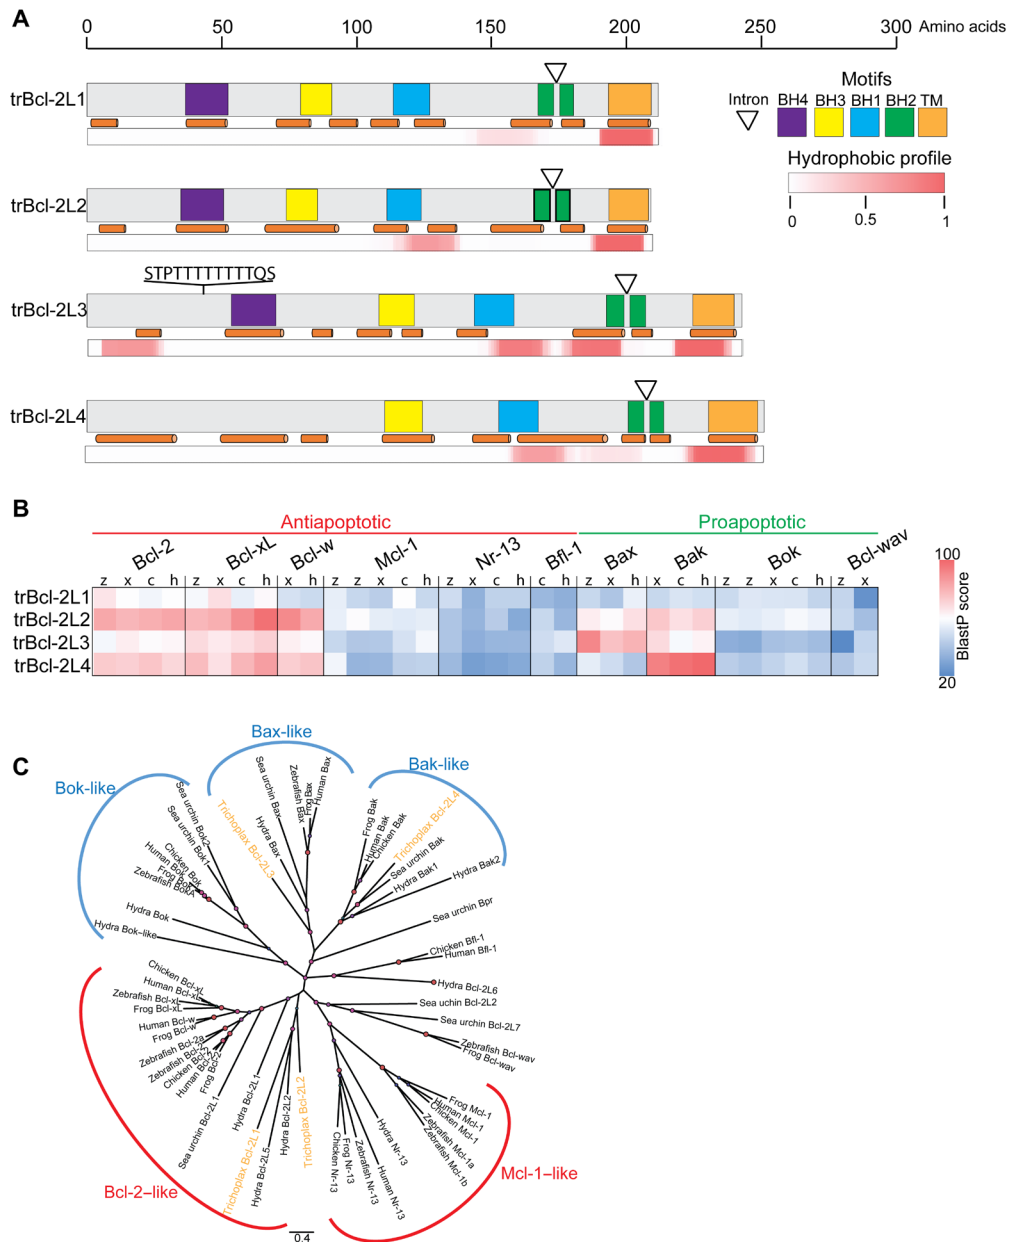 A
0 50 100 150 200 250 300 Amino acids
trBcl-2L1
Motifs
Intron BH4 BH3 BH1 BH2 TM
Hydrophobic profile
0 0.5 1
trBcl-2L2
STPTTTTTTTTQS
trBcl-2L3
trBcl-2L4
B
Antiapoptotic Proapoptotic
Bcl-2 Bcl-xL Bcl-w Mcl-1 Nr-13 Bfl-1 Bax Bak Bok Bcl-wav
z x c h z x c h x h z z x c h z z x h c h z x h x c h z z x c h z x
trBcl-2L1
trBcl-2L2
trBcl-2L3
trBcl-2L4
100
BlastP score
20
C
Bok-like
Bax-like
Bak-like
Sea urchin Bok2
Sea urchin Bok1
Chicken Bok
Human Bok
Frog Bok
Zebrafish BokA
Hydra Bok
Hydra Bok-like
Trichoplax Bcl-2L3
Hydra Bax
Sea urchin Bax
Zebrafish Bax
Frog Bax
Human Bax
Frog Bak
Human Bak
Chicken Bak
Trichoplax Bcl-2L4
Sea urchin Bak
Hydra Bak1
Hydra Bak2
Sea urchin Bpr
Chicken Bfl-1
Human Bfl-1
Hydra Bcl-2L6
Sea uchin Bcl-2L2
Sea urchin Bcl-2L7
Zebrafish Bcl-wav
Frog Bcl-wav
Frog Mcl-1
Human Mcl-1
Chicken Mcl-1
Zebrafish Mcl-1a
Zebrafish Mcl-1b
Hydra Nr-13
Human Nr-13
Zebrafish Nr-13
Frog Nr-13
Chicken Nr-13
Trichoplax Bcl-2L2
Hydra Bcl-2L2
Hydra Bcl-2L5
Trichoplax Bcl-2L1
Hydra Bcl-2L1
Sea urchin Bcl-2L1
Frog Bcl-2
Human Bcl-2
Chicken Bcl-2
Zebrafish Bcl-2
Zebrafish Bcl-2a
Frog Bcl-w
Human Bcl-w
Frog Bcl-xL
Zebrafish Bcl-xL
Human Bcl-xL
Chicken Bcl-xL
Bcl-2–like
Mcl-1–like
0.4